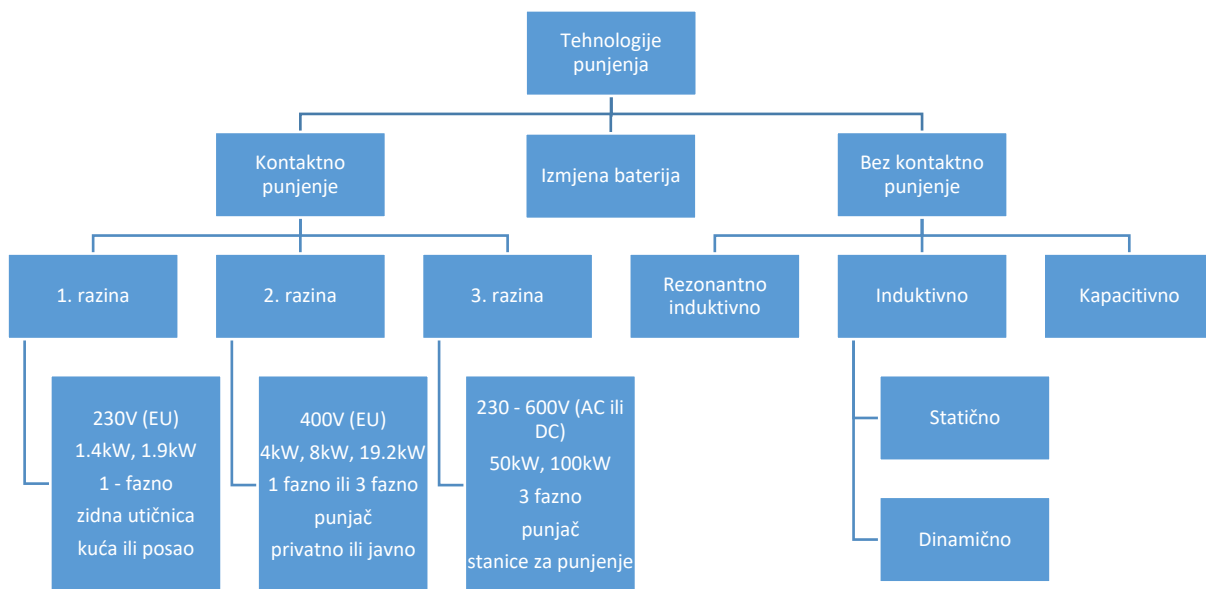 Tehnologije
punjenja
Kontaktno
punjenje
Izmjena baterija
Bez kontaktno
punjenje
1. razina
2. razina
3. razina
Rezonantno
induktivno
Induktivno
Kapacitivno
230V (EU)
1.4kW, 1.9kW
1 - fazno
zidna utičnica
kuća ili posao
400V (EU)
4kW, 8kW, 19.2kW
1 fazno ili 3 fazno
punjač
privatno ili javno
230 - 600V (AC ili
DC)
50kW, 100kW
3 fazno
punjač
stanice za punjenje
Statično
Dinamično